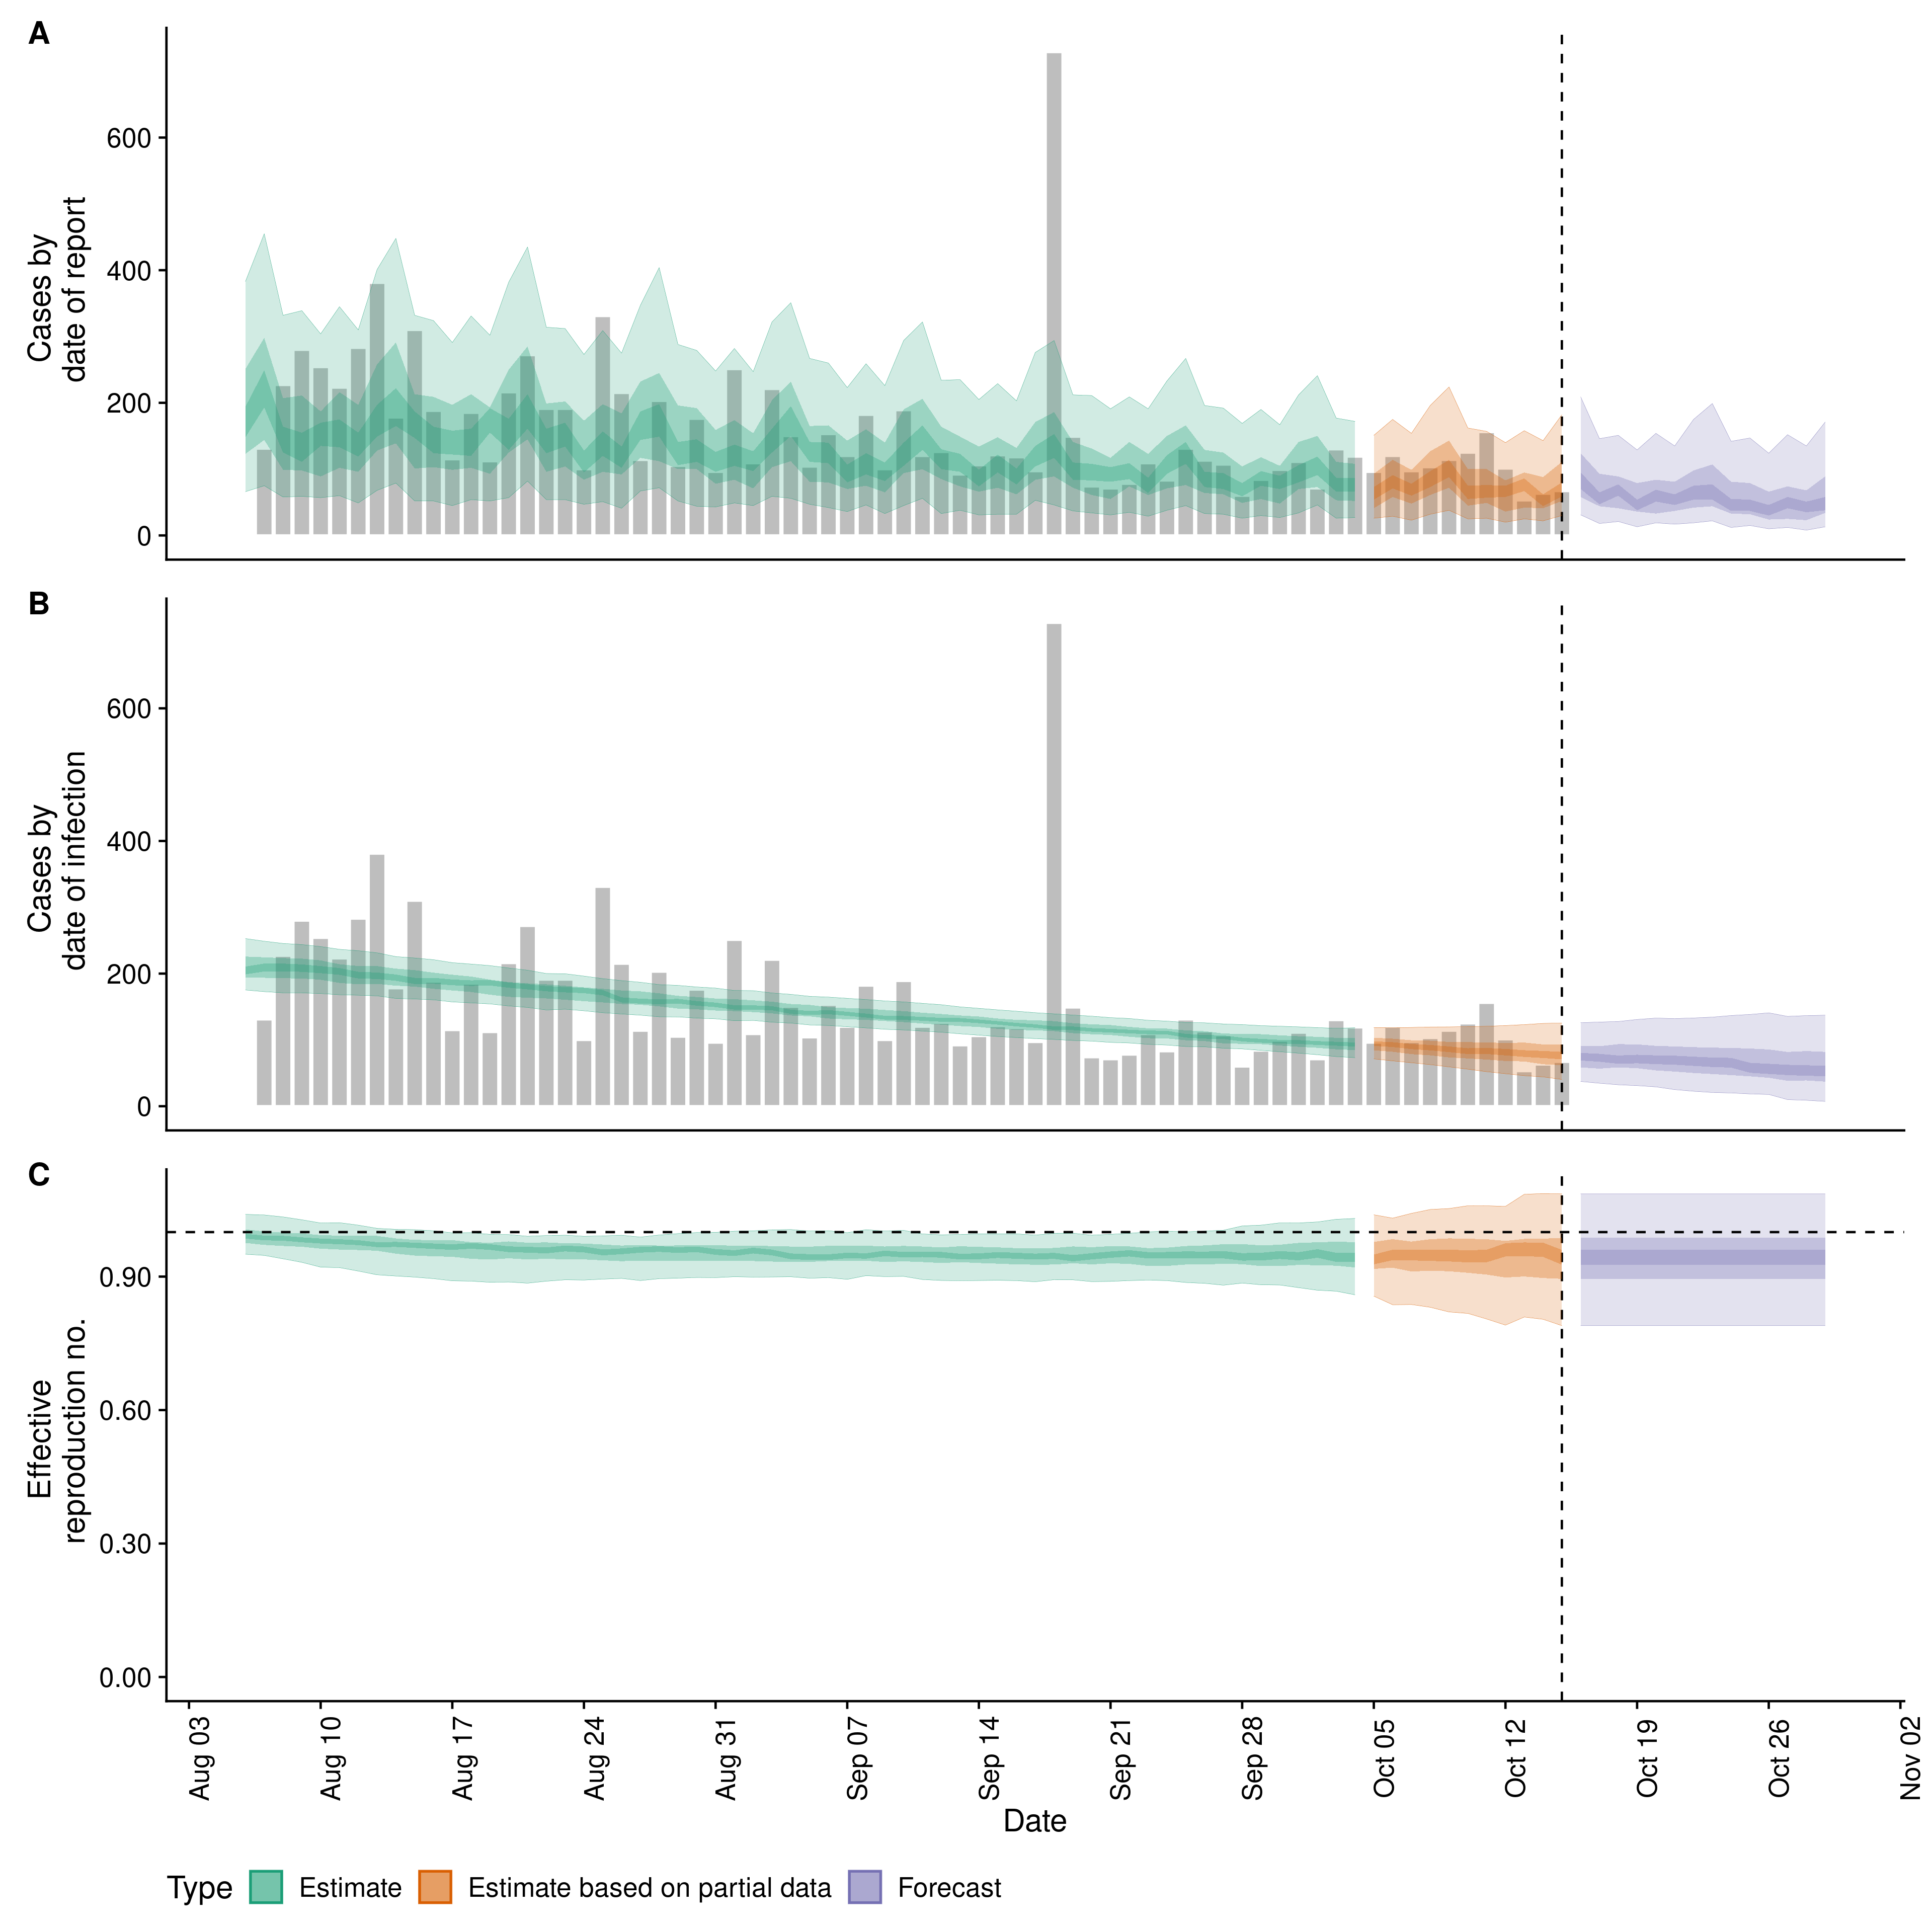 A
Cases by
date of report
600
400
200
0
B
Cases by
date of infection
600
400
200
0
C
Effective
reproduction no.
0.90
0.60
0.30
0.00
Aug 03
Aug 10
Aug 17
Aug 24
Aug 31
Sep 07
Sep 14
Sep 21
Sep 28
Oct 05
Oct 12
Oct 19
Oct 26
Nov 02
Date
Type Estimate Estimate based on partial data Forecast